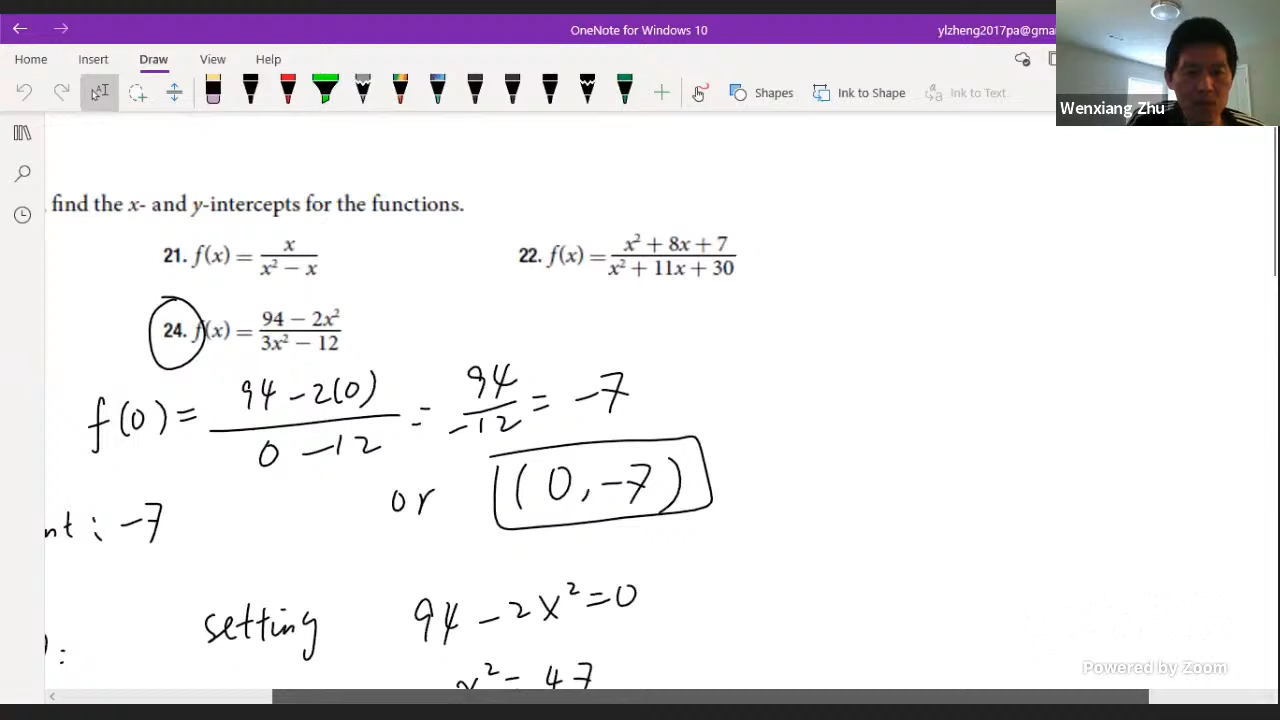 OneNote for Windows 10
ylzheng2017pa@gma
Home Insert Draw View Help
Shapes Ink to Shape Ink to Text
Wenxiang Zhu
find the x- and y-intercepts for the functions.
21. f(x) = x / x² − x
22. f(x) = x² + 8x + 7 / x² + 11x + 30
24. f(x) = 94 − 2x² / 3x² − 12
f(0) = 94 − 2(0) / 0 − 12 = 94 / −12 = −7
or (0, −7)
nt : −7
setting 94 − 2x² = 0
x² = 47
Powered by Zoom